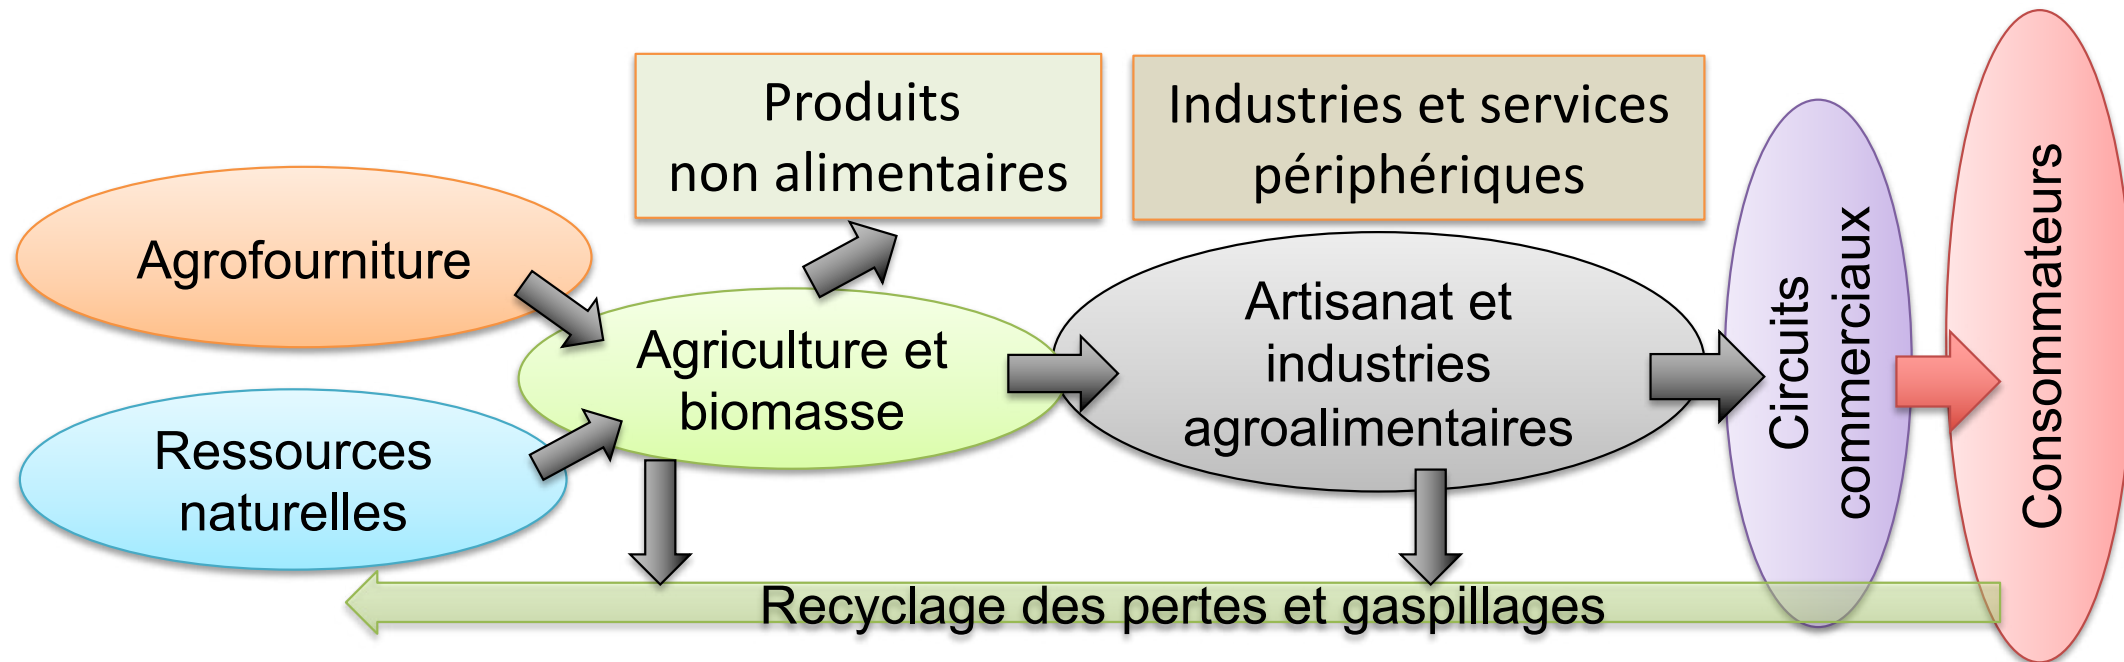 Produits
non alimentaires
Industries et services
périphériques
Agrofourniture
Ressources
naturelles
Agriculture et
biomasse
Artisanat et
industries
agroalimentaires
Circuits
commerciaux
Consommateurs
Recyclage des pertes et gaspillages